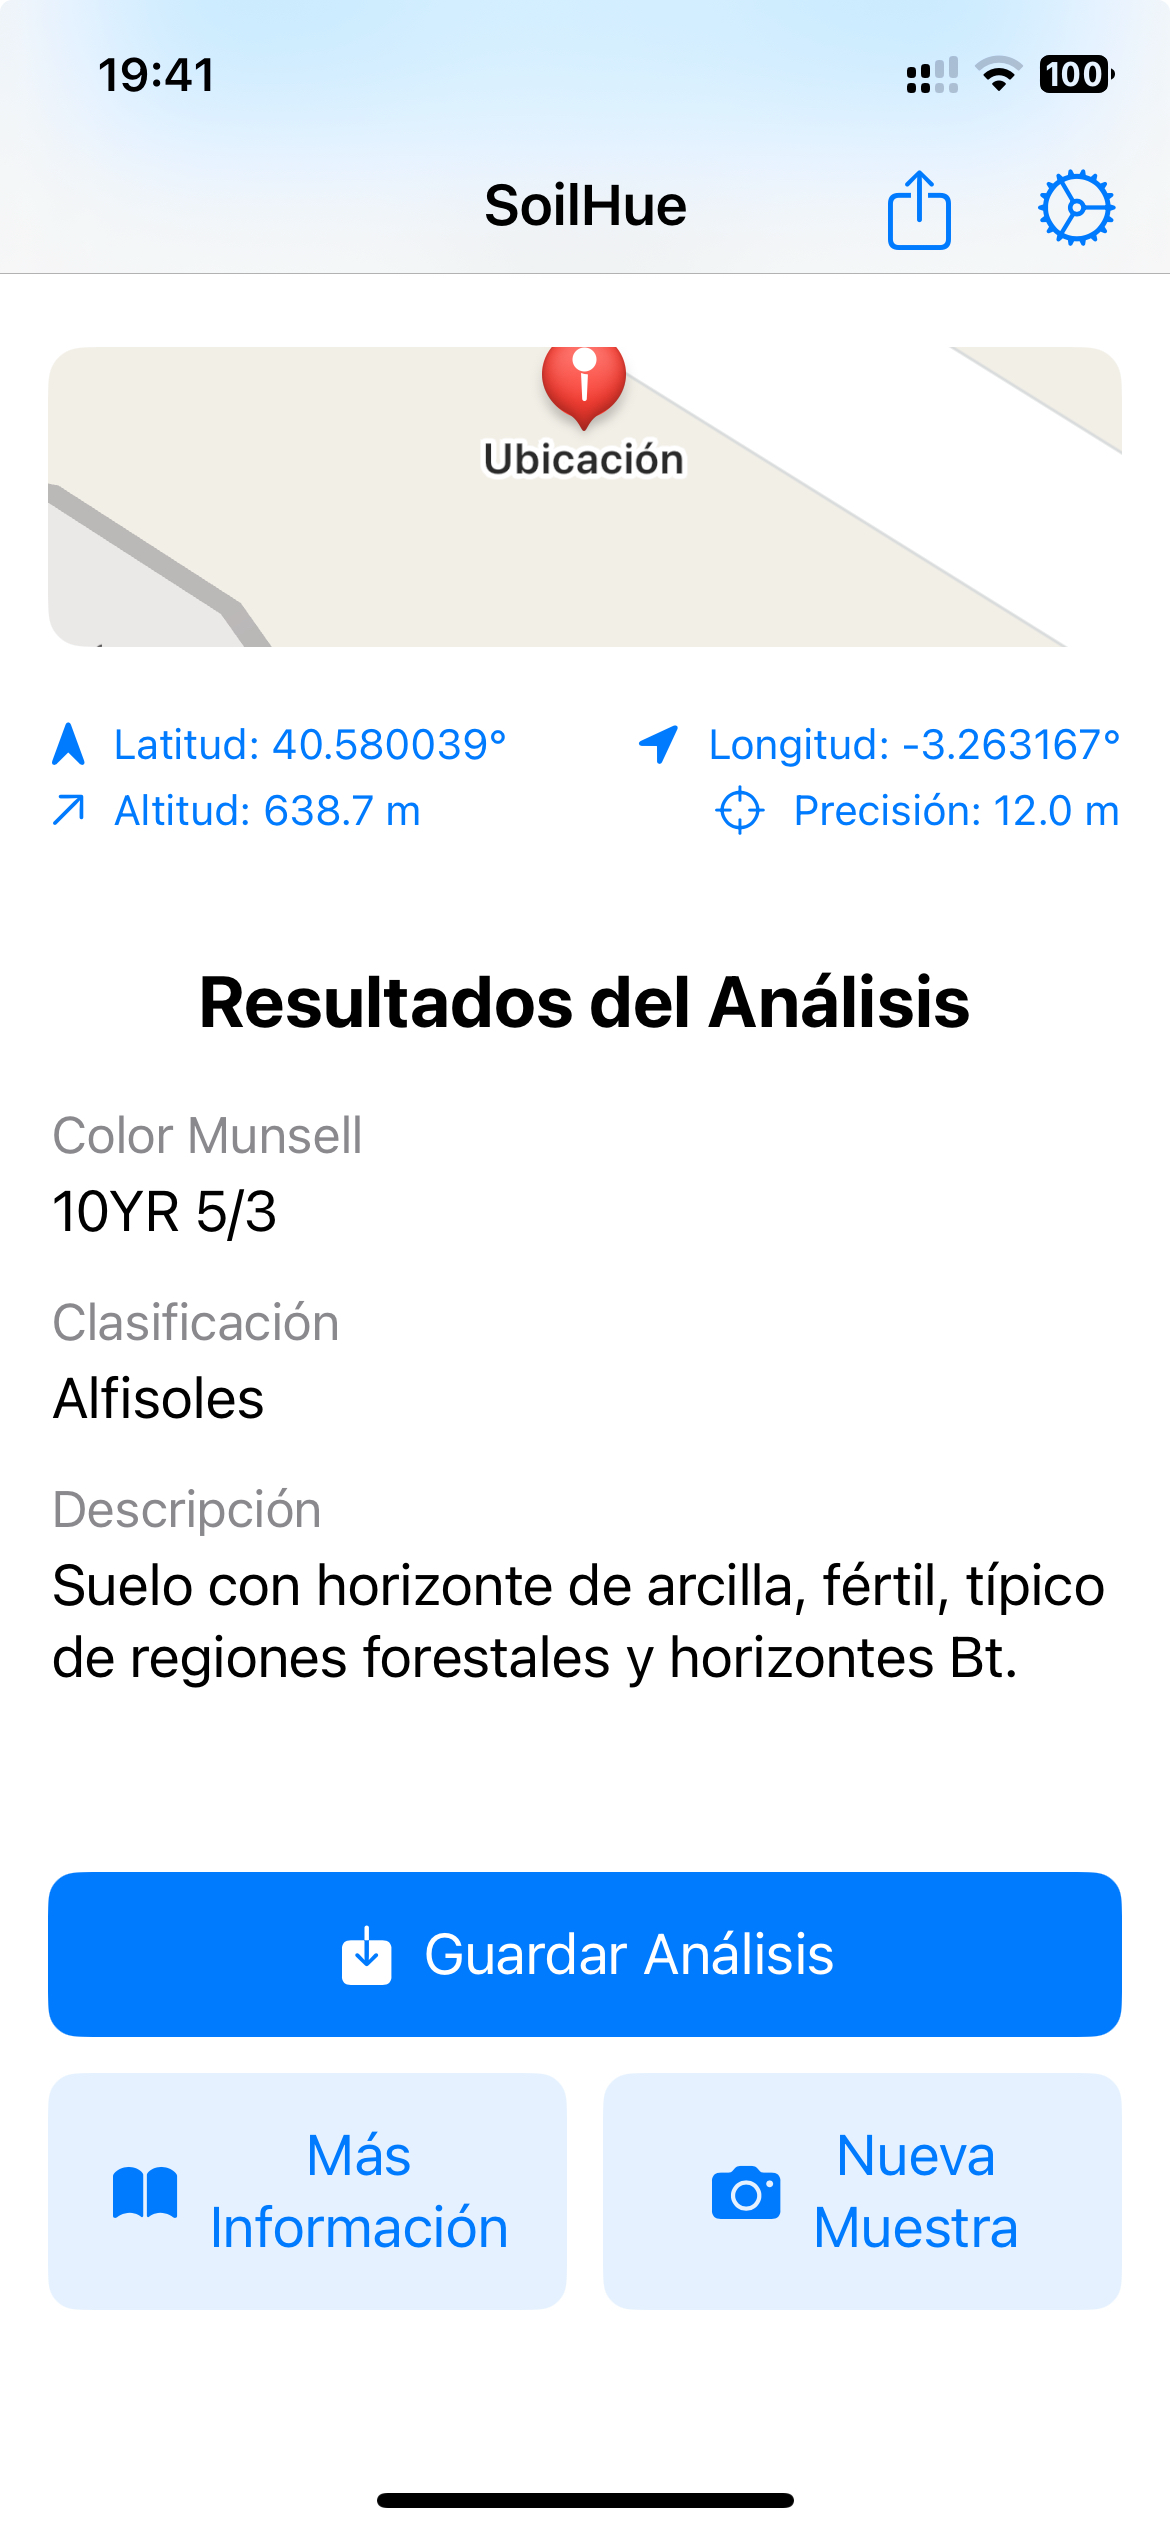 19:41
100
SoilHue
Ubicación
Latitud: 40.580039°
Longitud: -3.263167°
Altitud: 638.7 m
Precisión: 12.0 m
Resultados del Análisis
Color Munsell
10YR 5/3
Clasificación
Alfisoles
Descripción
Suelo con horizonte de arcilla, fértil, típico
de regiones forestales y horizontes Bt.
Guardar Análisis
Más
Información
Nueva
Muestra